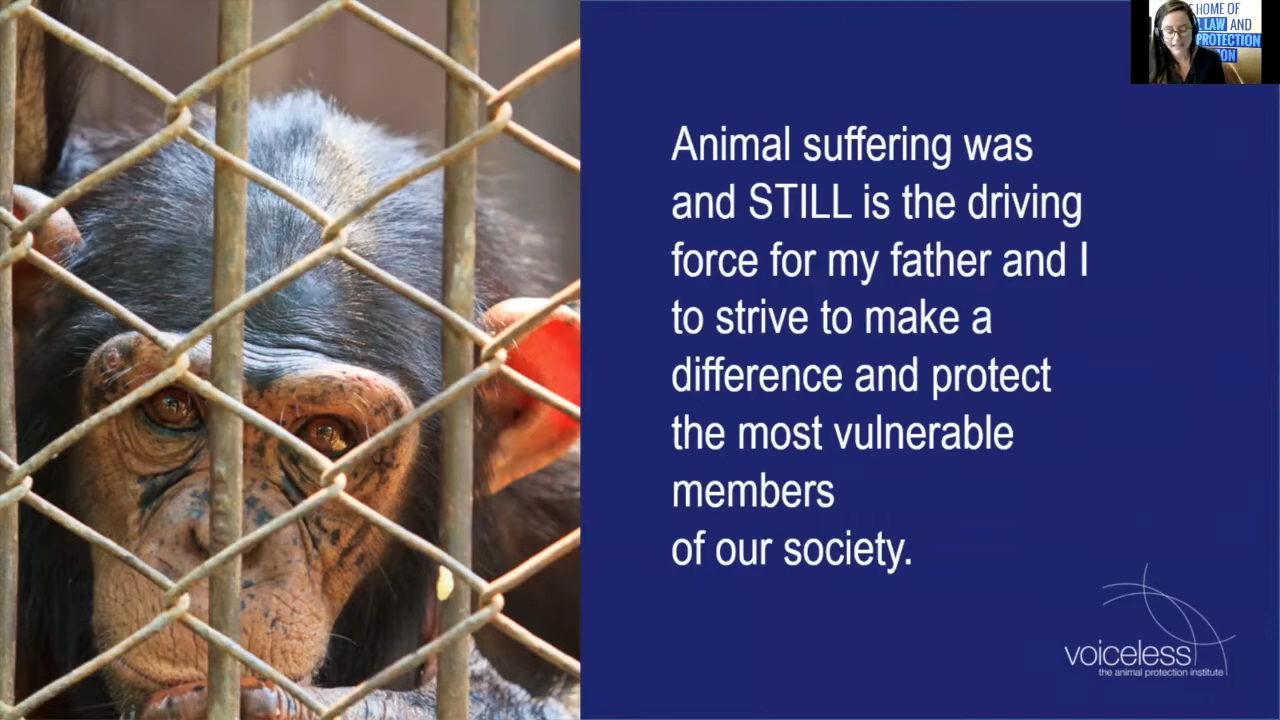 HOME OF
LAW AND
PROTECTION
Animal suffering was
and STILL is the driving
force for my father and I
to strive to make a
difference and protect
the most vulnerable
members
of our society.
voiceless
the animal protection institute